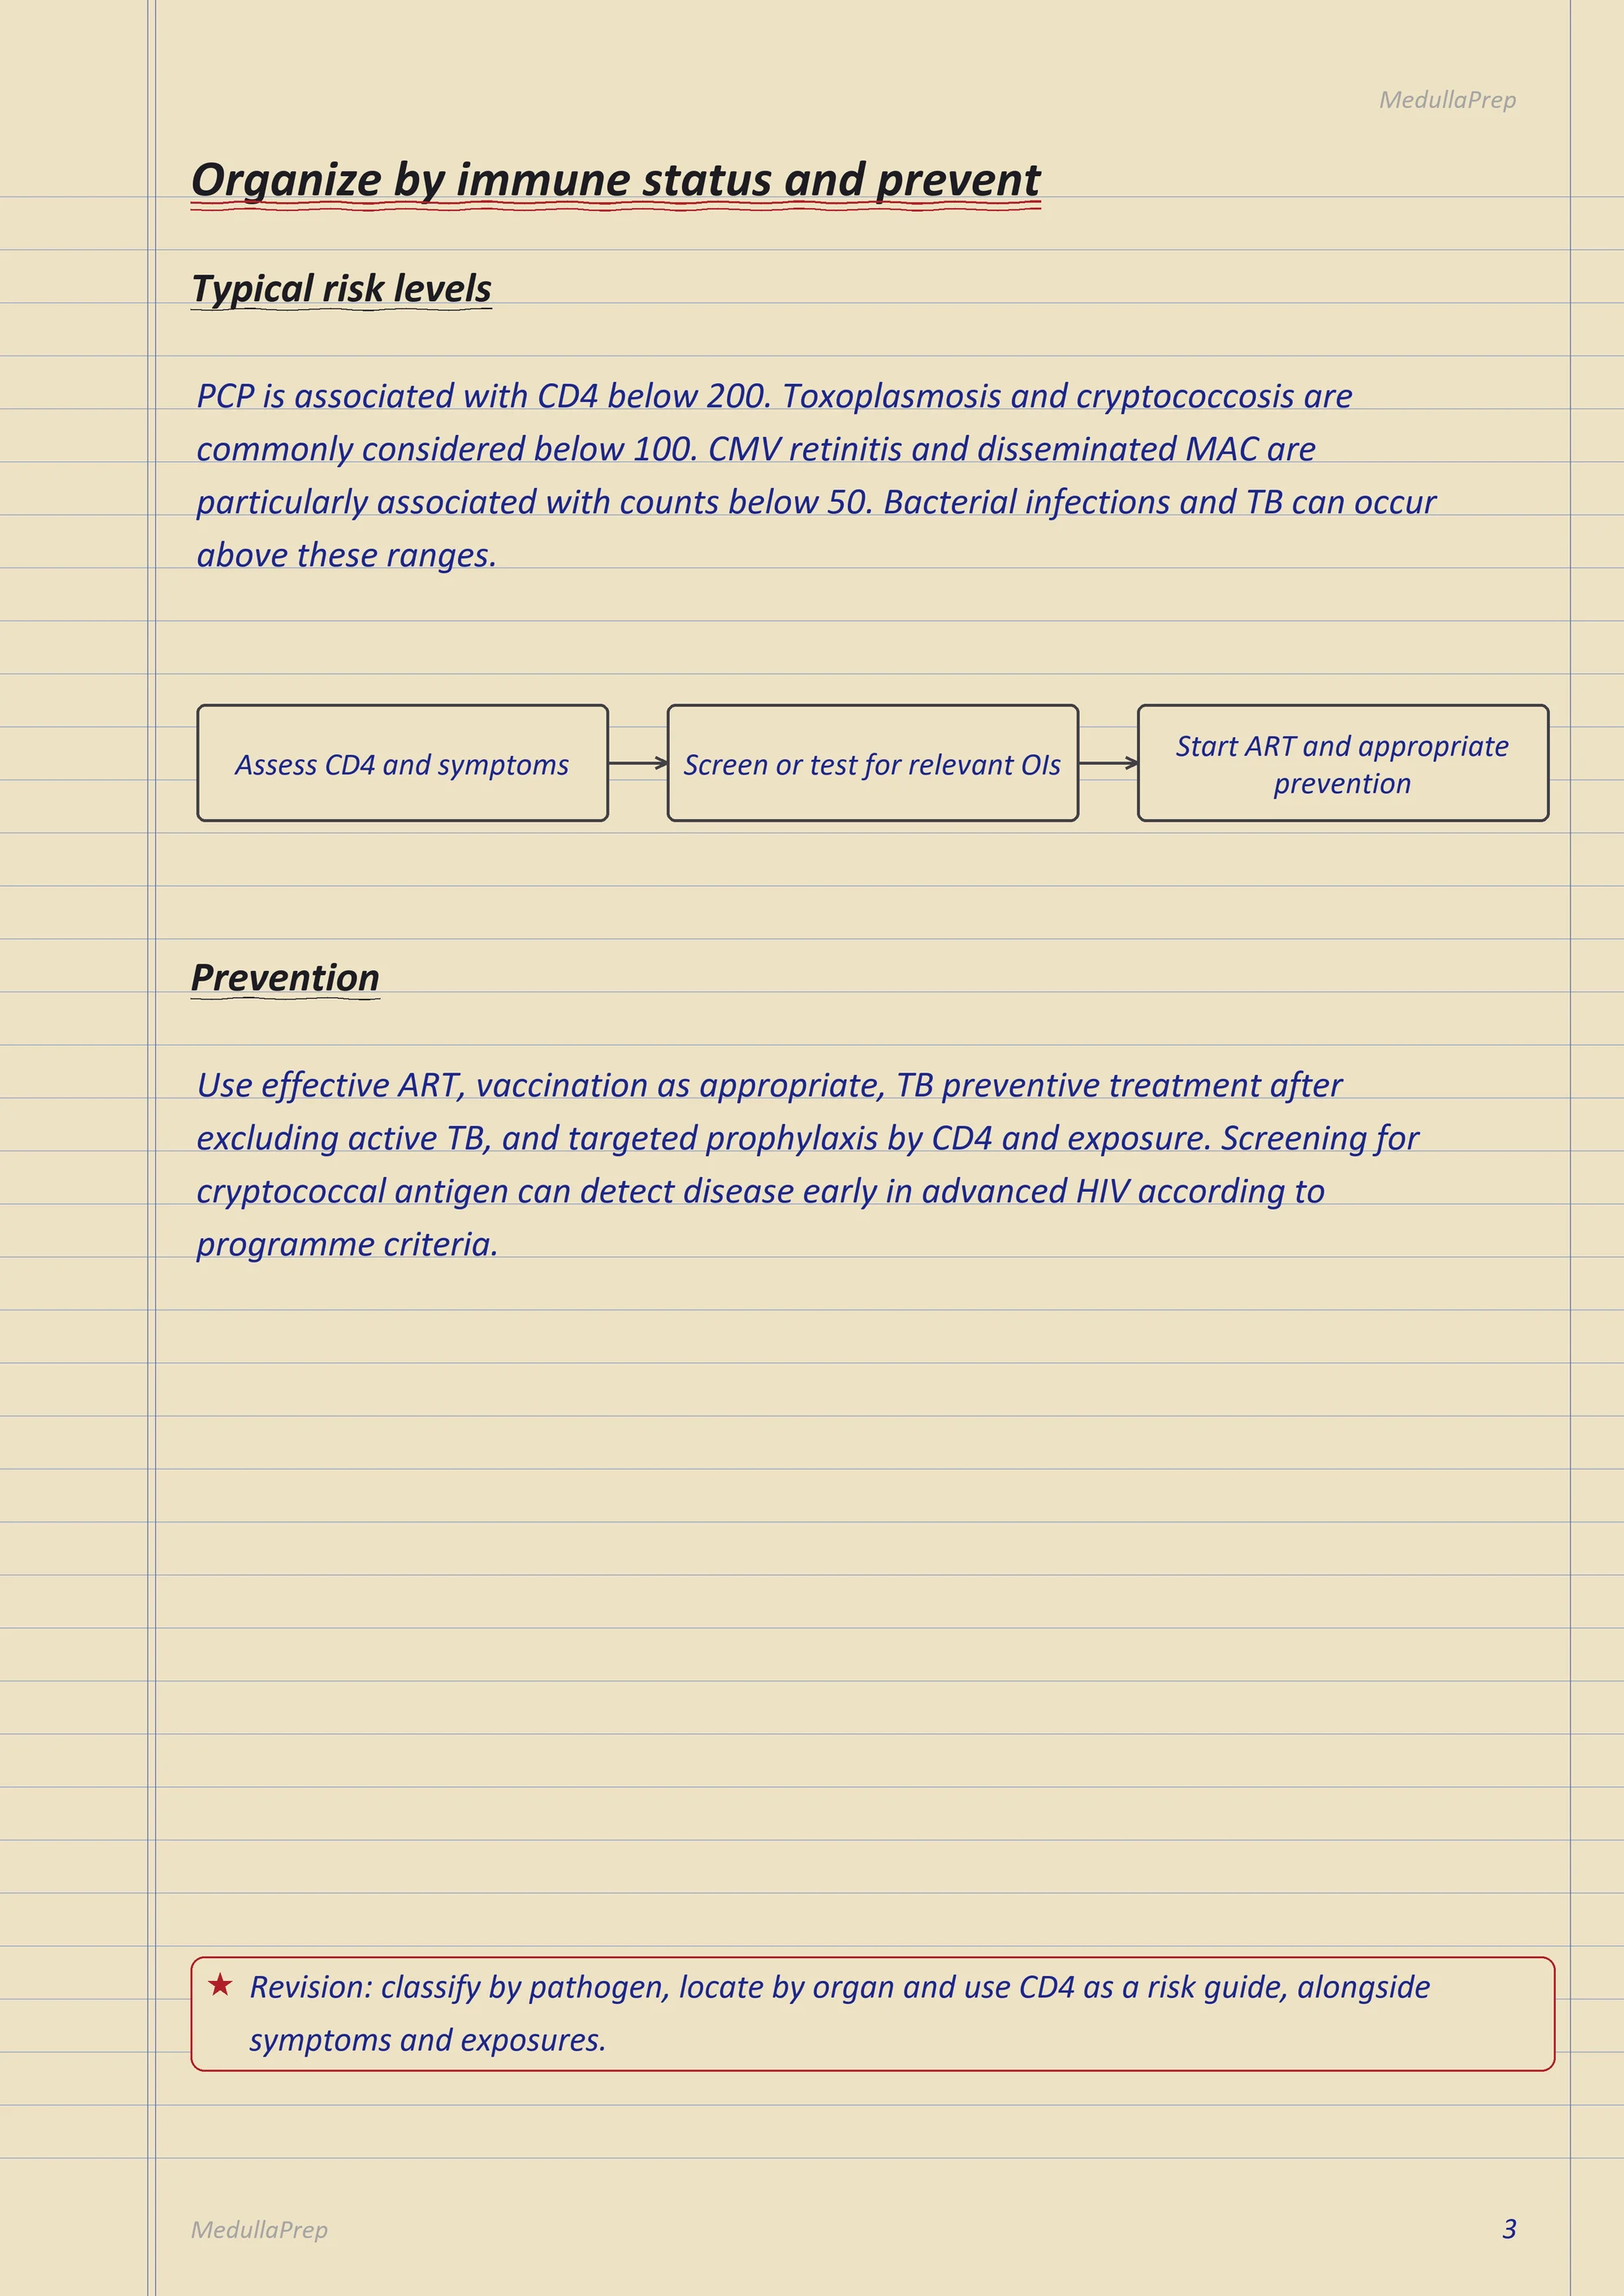 MedullaPrep
Organize by immune status and prevent
Typical risk levels
PCP is associated with CD4 below 200. Toxoplasmosis and cryptococcosis are
commonly considered below 100. CMV retinitis and disseminated MAC are
particularly associated with counts below 50. Bacterial infections and TB can occur
above these ranges.
Assess CD4 and symptoms
Screen or test for relevant OIs
Start ART and appropriate
prevention
Prevention
Use effective ART, vaccination as appropriate, TB preventive treatment after
excluding active TB, and targeted prophylaxis by CD4 and exposure. Screening for
cryptococcal antigen can detect disease early in advanced HIV according to
programme criteria.
★ Revision: classify by pathogen, locate by organ and use CD4 as a risk guide, alongside
symptoms and exposures.
MedullaPrep
3